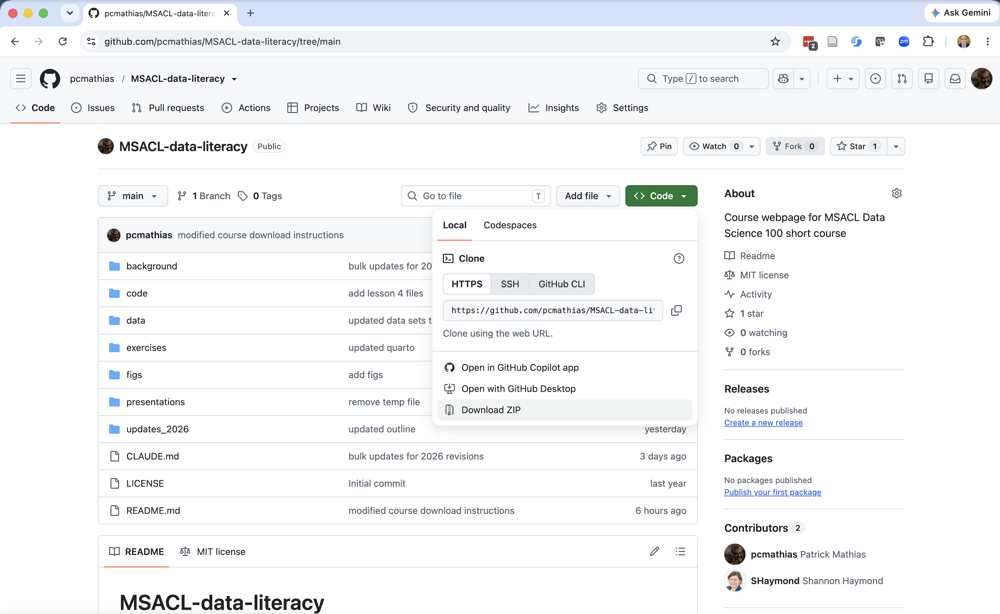 pcmathias/MSACL-data-litera
Ask Gemini
github.com/pcmathias/MSACL-data-literacy/tree/main
2
zm
pcmathias / MSACL-data-literacy
Type / to search
Code
Issues
Pull requests
Actions
Projects
Wiki
Security and quality
Insights
Settings
MSACL-data-literacy Public
Pin
Watch 0
Fork 0
Star 1
main
1 Branch
0 Tags
Go to file T
Add file
Code
Local
Codespaces
Clone
HTTPS
SSH
GitHub CLI
https://github.com/pcmathias/MSACL-data-lit
Clone using the web URL.
Open in GitHub Copilot app
Open with GitHub Desktop
Download ZIP
pcmathias modified course download instructions
background bulk updates for 20
code add lesson 4 files
data updated data sets t
exercises updated quarto
figs add figs
presentations remove temp file
updates_2026 updated outline yesterday
CLAUDE.md bulk updates for 2026 revisions 3 days ago
LICENSE Initial commit last year
README.md modified course download instructions 6 hours ago
README
MIT license
MSACL-data-literacy
About
Course webpage for MSACL Data
Science 100 short course
Readme
MIT license
Activity
1 star
0 watching
0 forks
Releases
No releases published
Create a new release
Packages
No packages published
Publish your first package
Contributors 2
pcmathias Patrick Mathias
SHaymond Shannon Haymond